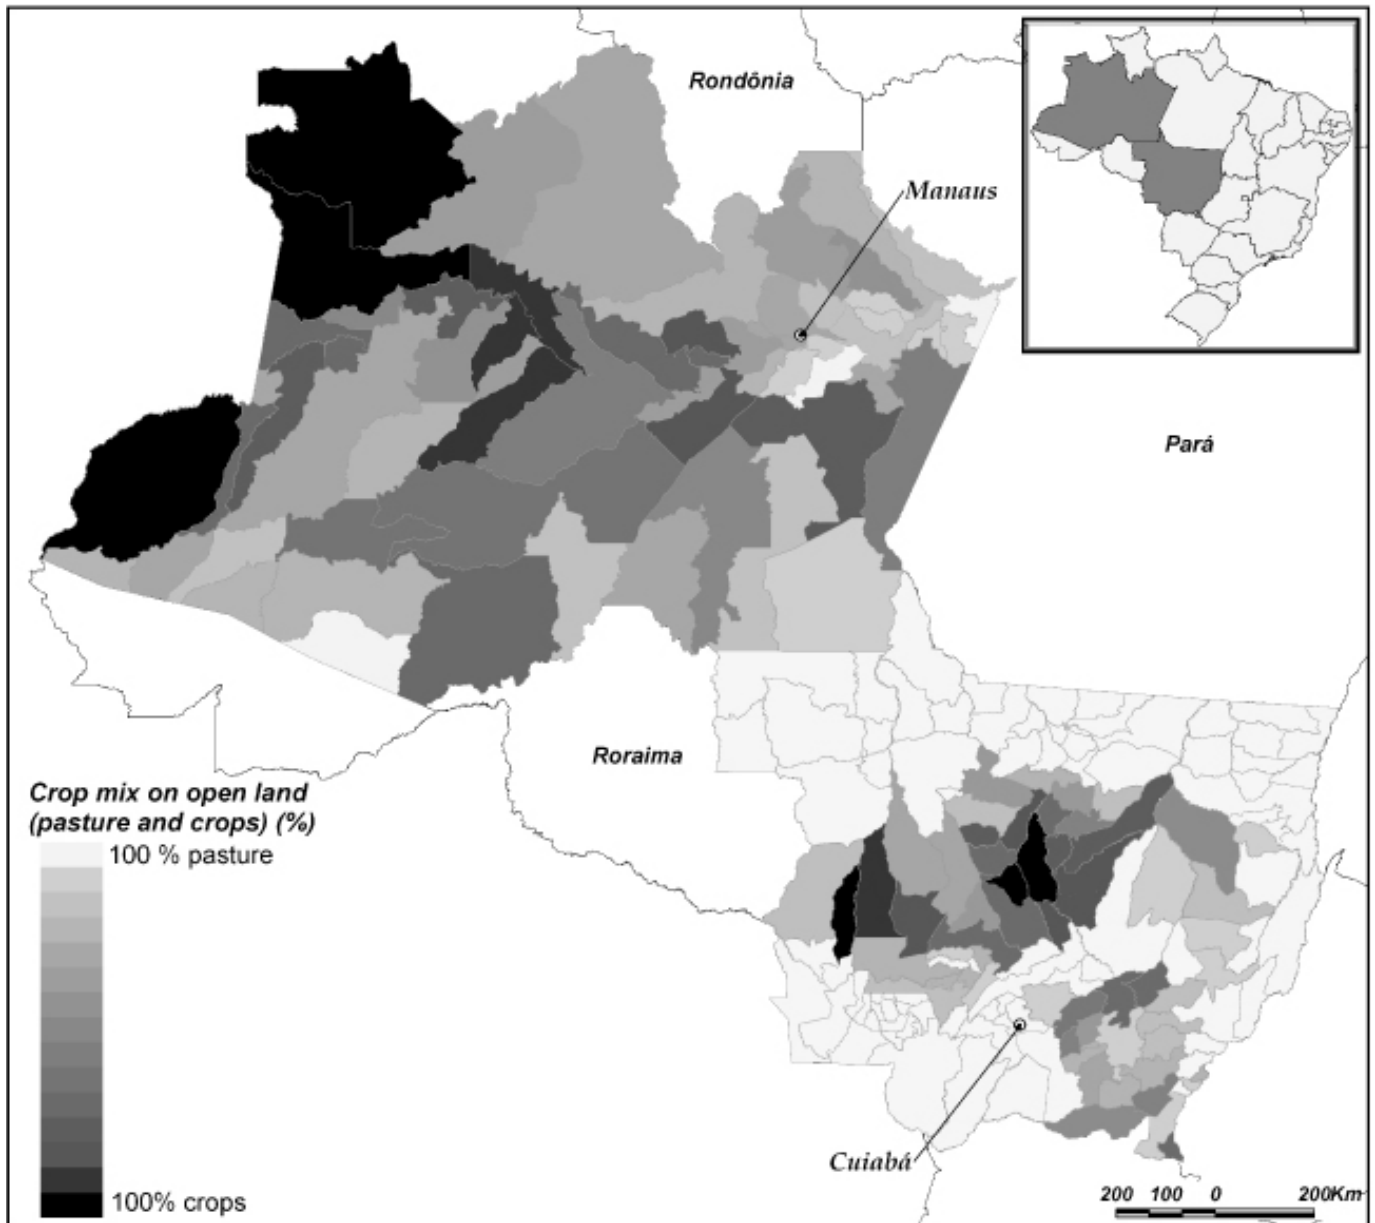 Rondônia
Manaus
Pará
Roraima
Crop mix on open land
(pasture and crops) (%)
100 % pasture
100% crops
Cuiabá
200 100 0 200Km